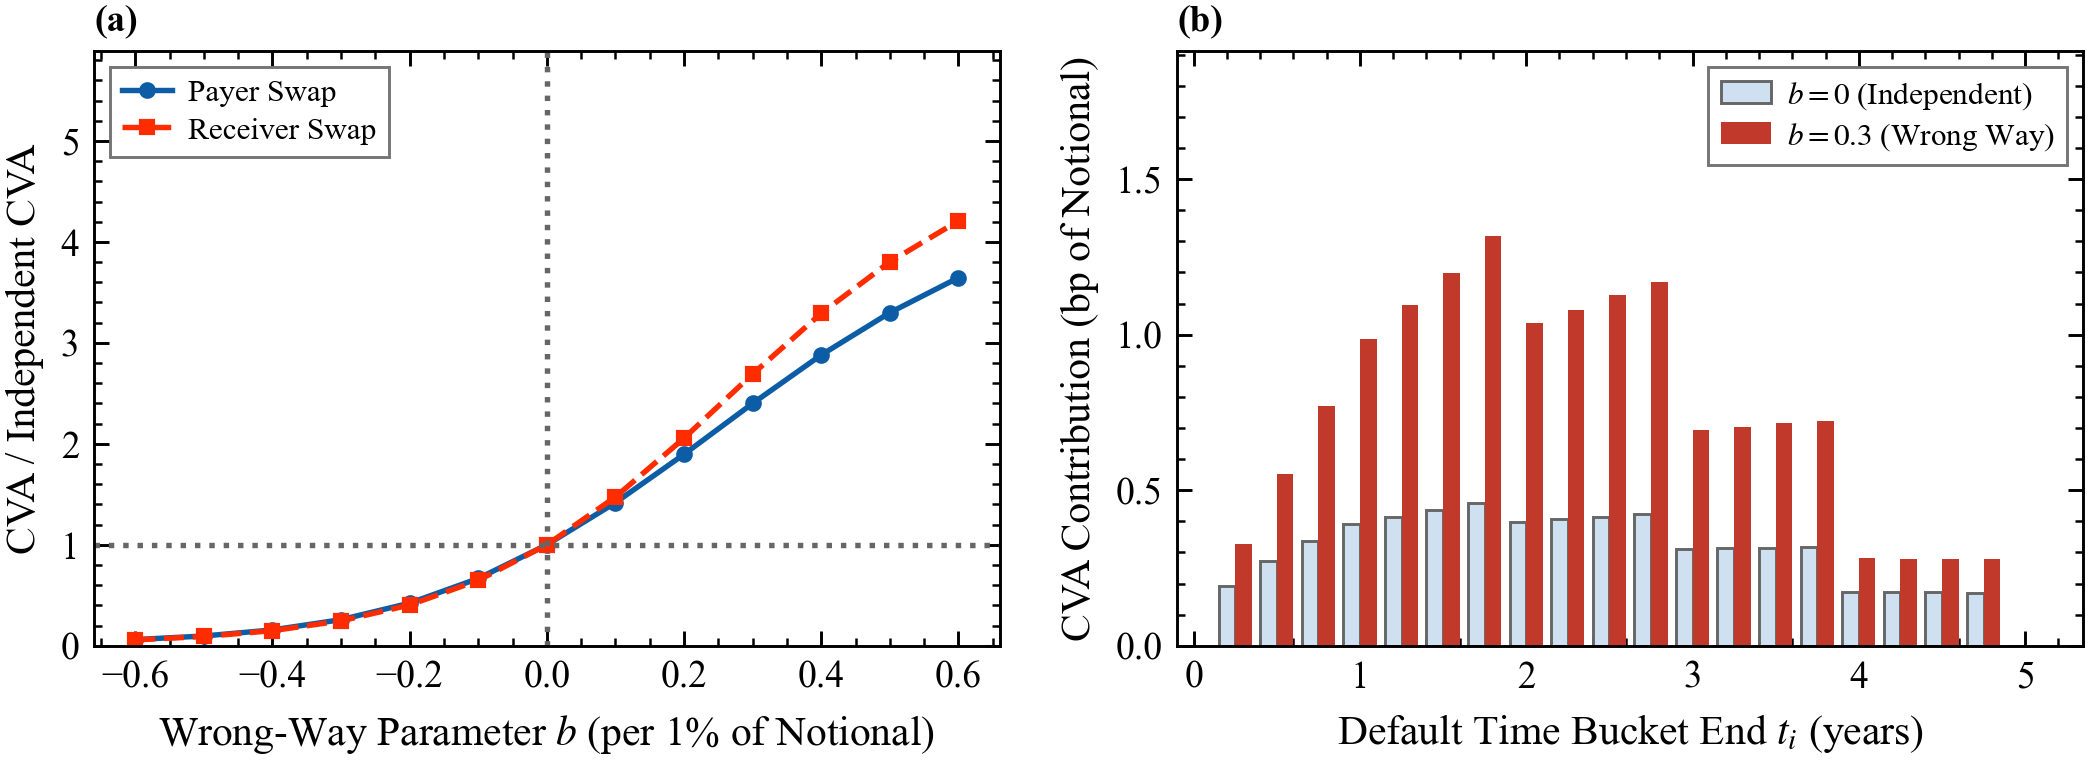 (a)
Payer Swap
Receiver Swap
CVA / Independent CVA
5
4
3
2
1
0
−0.6
−0.4
−0.2
0.0
0.2
0.4
0.6
Wrong-Way Parameter b (per 1% of Notional)
(b)
b = 0 (Independent)
b = 0.3 (Wrong Way)
CVA Contribution (bp of Notional)
1.5
1.0
0.5
0.0
0
1
2
3
4
5
Default Time Bucket End tᵢ (years)